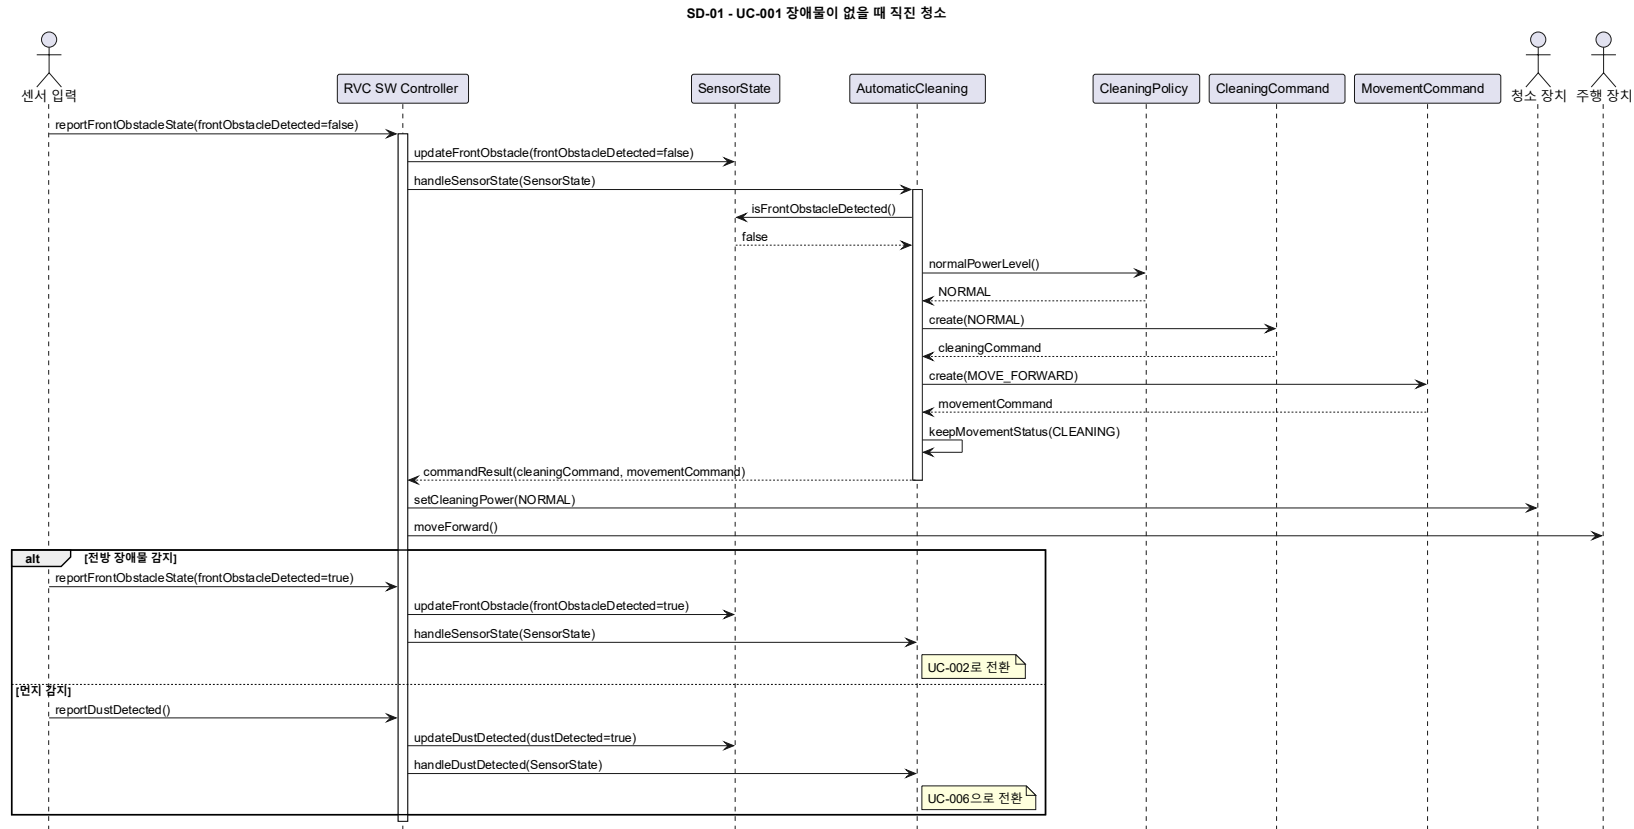 SD-01 - UC-001 장애물이 없을 때 직진 청소
센서 입력
RVC SW Controller
SensorState
AutomaticCleaning
CleaningPolicy
CleaningCommand
MovementCommand
청소 장치
주행 장치
reportFrontObstacleState(frontObstacleDetected=false)
updateFrontObstacle(frontObstacleDetected=false)
handleSensorState(SensorState)
isFrontObstacleDetected()
false
normalPowerLevel()
NORMAL
create(NORMAL)
cleaningCommand
create(MOVE_FORWARD)
movementCommand
keepMovementStatus(CLEANING)
commandResult(cleaningCommand, movementCommand)
setCleaningPower(NORMAL)
moveForward()
alt [전방 장애물 감지]
reportFrontObstacleState(frontObstacleDetected=true)
updateFrontObstacle(frontObstacleDetected=true)
handleSensorState(SensorState)
UC-002로 전환
[먼지 감지]
reportDustDetected()
updateDustDetected(dustDetected=true)
handleDustDetected(SensorState)
UC-006으로 전환